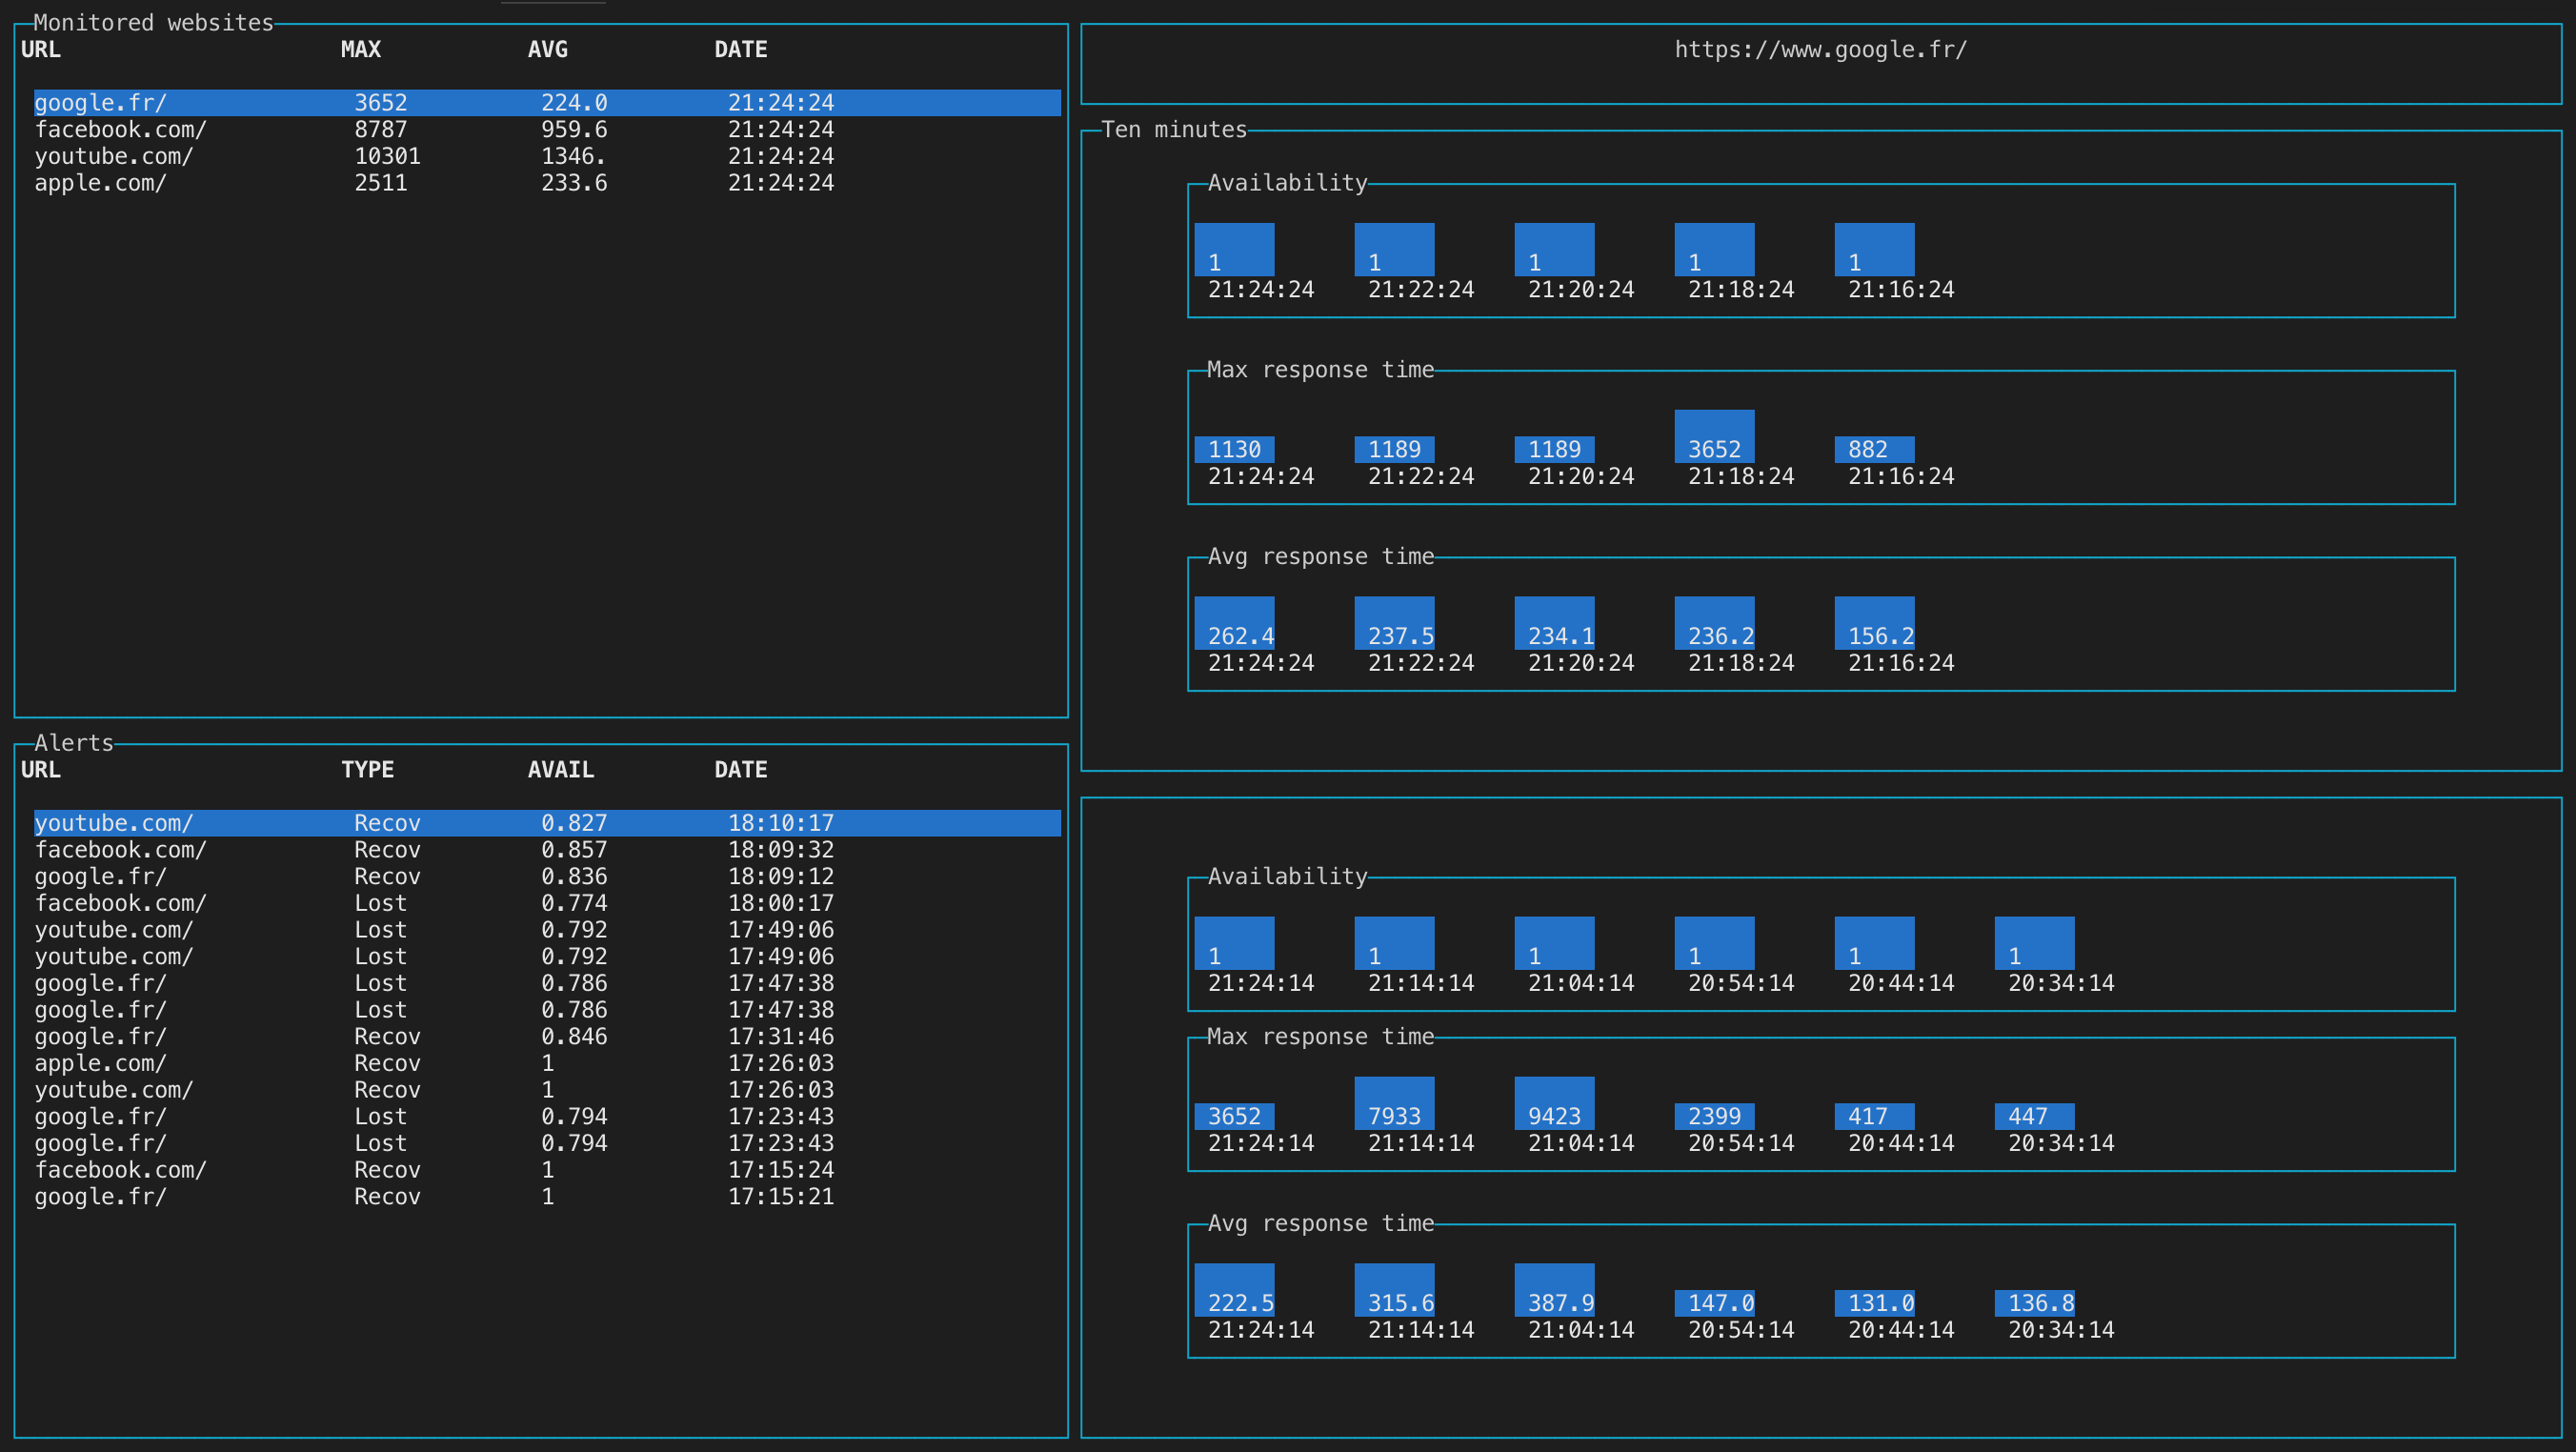 Monitored websites
URL MAX AVG DATE
google.fr/ 3652 224.0 21:24:24
facebook.com/ 8787 959.6 21:24:24
youtube.com/ 10301 1346. 21:24:24
apple.com/ 2511 233.6 21:24:24
Alerts
URL TYPE AVAIL DATE
youtube.com/ Recov 0.827 18:10:17
facebook.com/ Recov 0.857 18:09:32
google.fr/ Recov 0.836 18:09:12
facebook.com/ Lost 0.774 18:00:17
youtube.com/ Lost 0.792 17:49:06
youtube.com/ Lost 0.792 17:49:06
google.fr/ Lost 0.786 17:47:38
google.fr/ Lost 0.786 17:47:38
google.fr/ Recov 0.846 17:31:46
apple.com/ Recov 1 17:26:03
youtube.com/ Recov 1 17:26:03
google.fr/ Lost 0.794 17:23:43
google.fr/ Lost 0.794 17:23:43
facebook.com/ Recov 1 17:15:24
google.fr/ Recov 1 17:15:21
https://www.google.fr/
Ten minutes
Availability
1 1 1 1 1
21:24:24 21:22:24 21:20:24 21:18:24 21:16:24
Max response time
1130 1189 1189 3652 882
21:24:24 21:22:24 21:20:24 21:18:24 21:16:24
Avg response time
262.4 237.5 234.1 236.2 156.2
21:24:24 21:22:24 21:20:24 21:18:24 21:16:24
Availability
1 1 1 1 1 1
21:24:14 21:14:14 21:04:14 20:54:14 20:44:14 20:34:14
Max response time
3652 7933 9423 2399 417 447
21:24:14 21:14:14 21:04:14 20:54:14 20:44:14 20:34:14
Avg response time
222.5 315.6 387.9 147.0 131.0 136.8
21:24:14 21:14:14 21:04:14 20:54:14 20:44:14 20:34:14